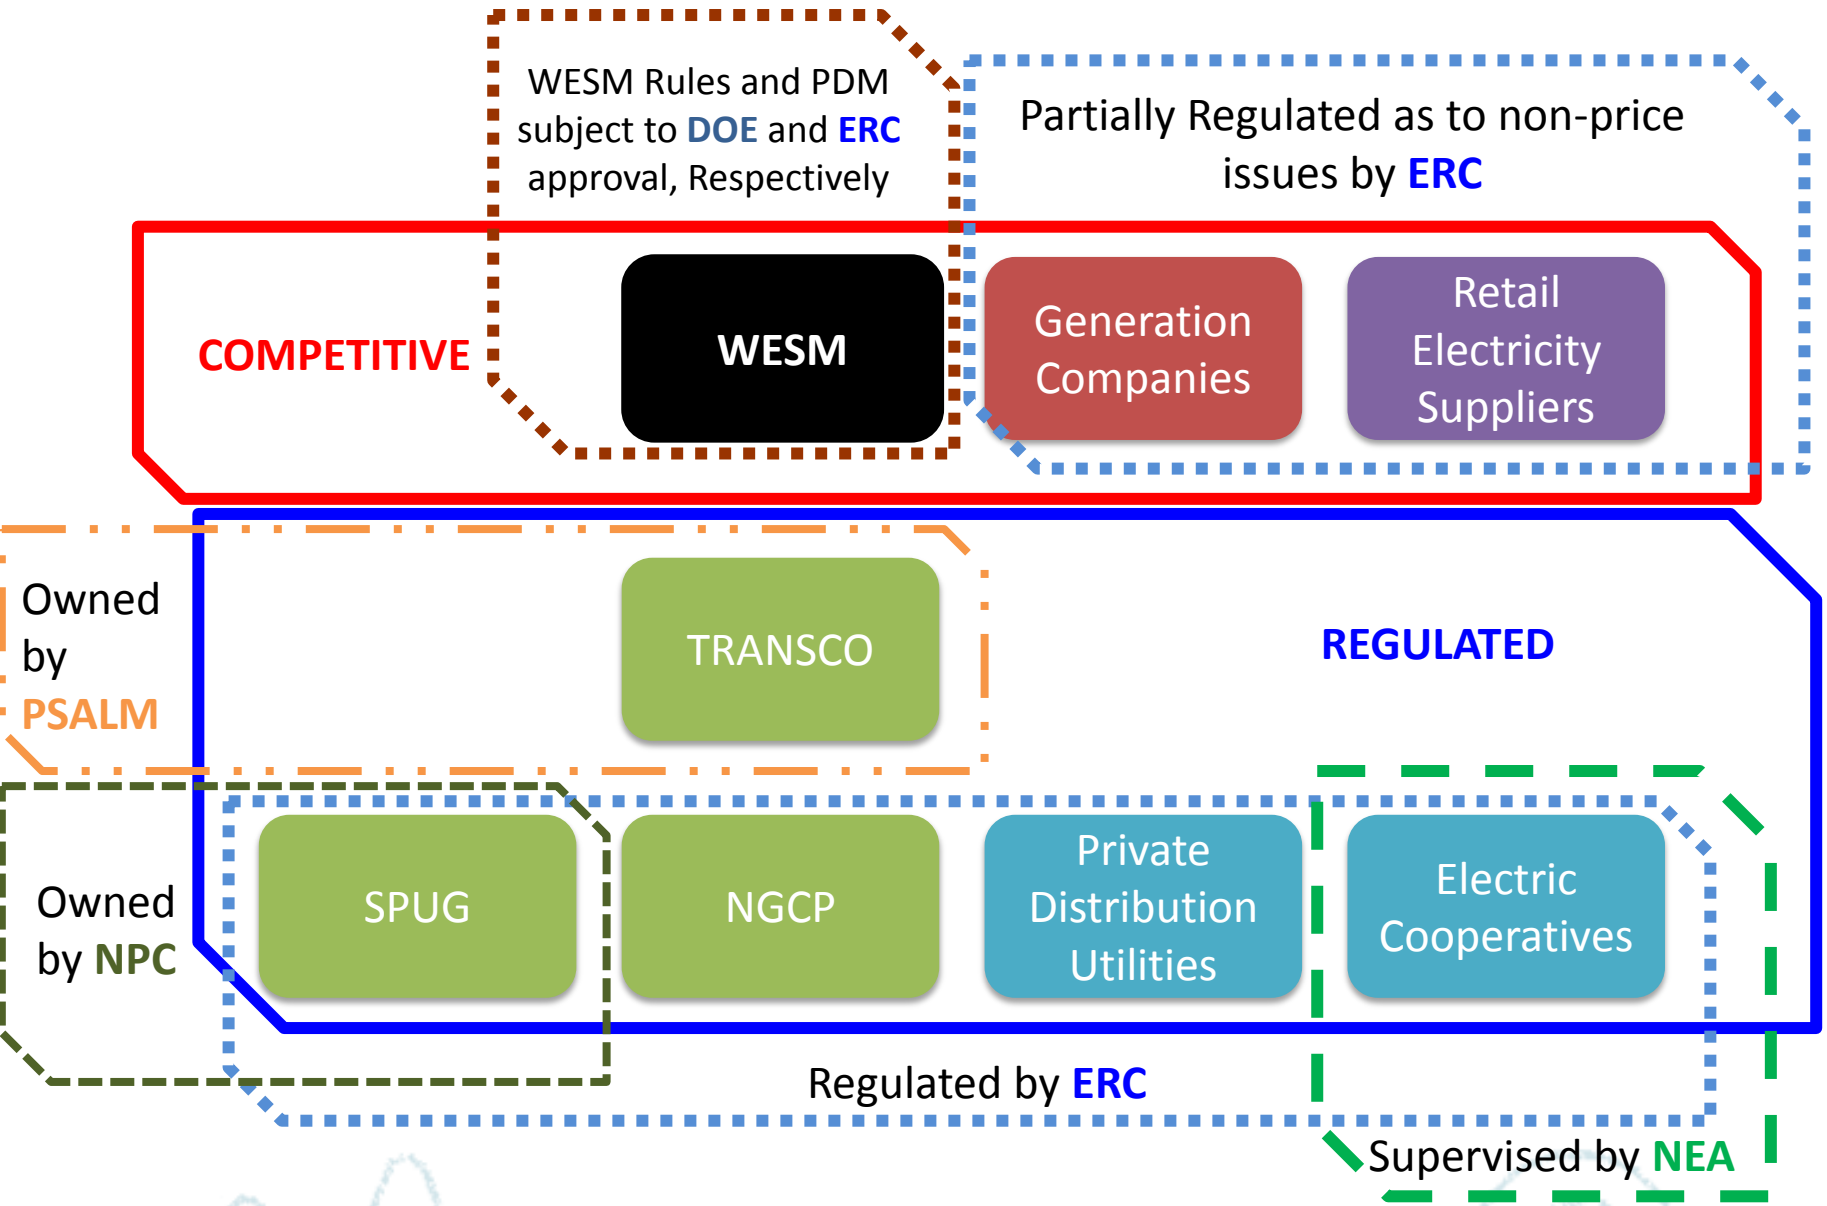 WESM Rules and PDM
subject to DOE and ERC
approval, Respectively
Partially Regulated as to non-price
issues by ERC
COMPETITIVE
WESM
Generation
Companies
Retail
Electricity
Suppliers
Owned
by
PSALM
TRANSCO
REGULATED
Owned
by NPC
SPUG
NGCP
Private
Distribution
Utilities
Electric
Cooperatives
Regulated by ERC
Supervised by NEA